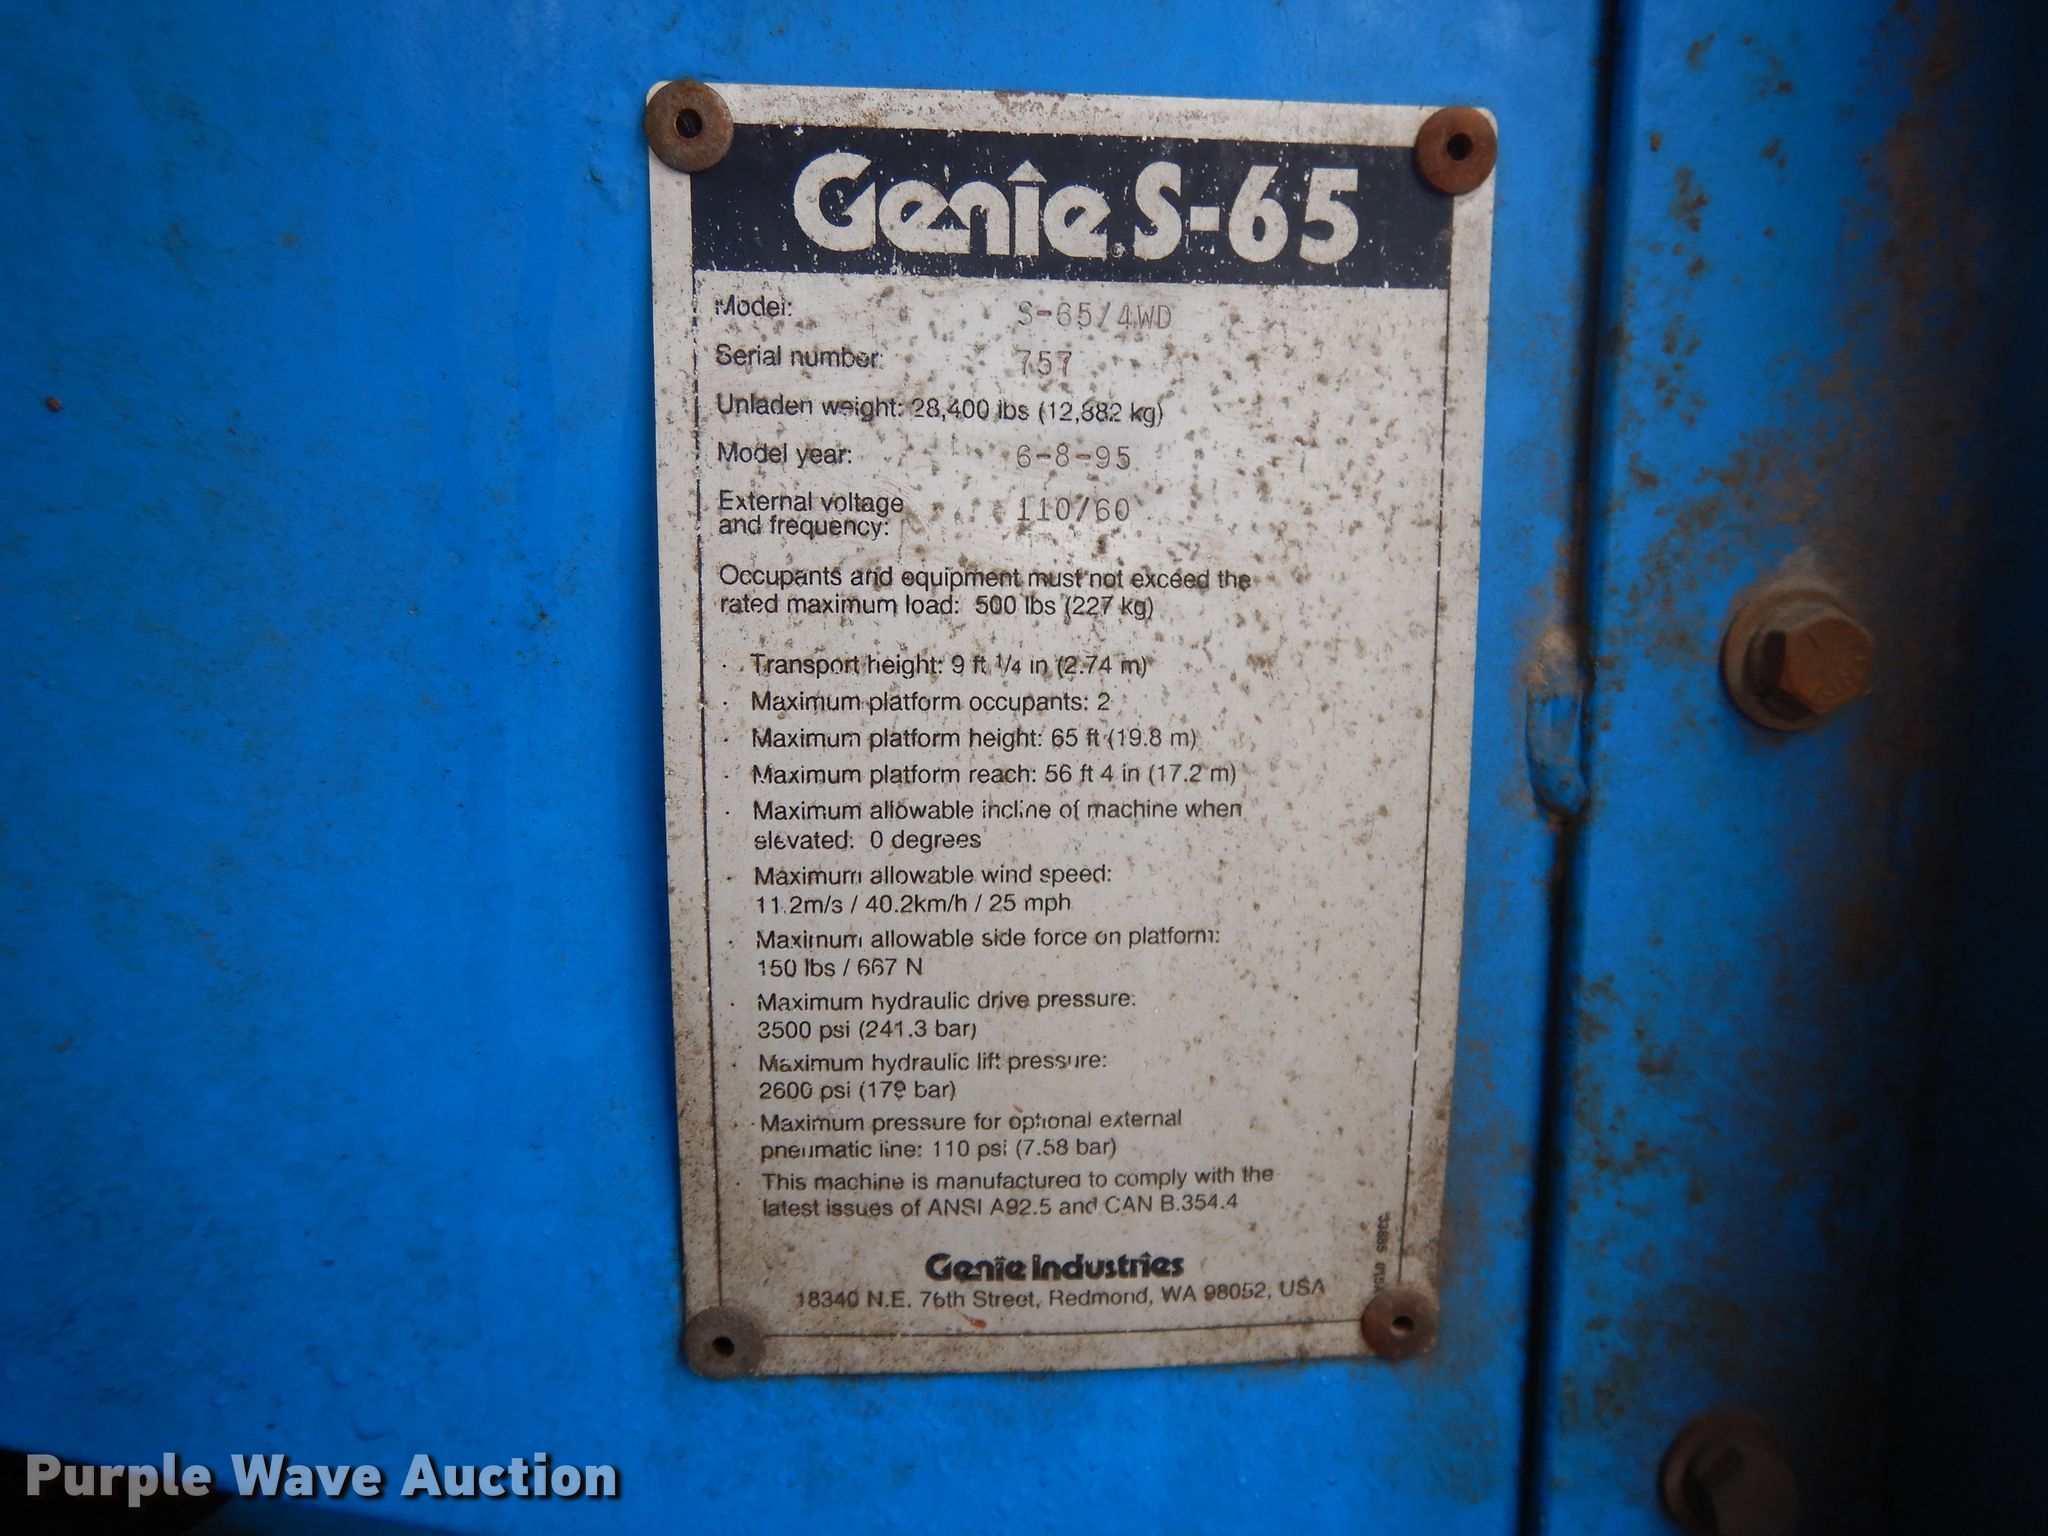 Genie S-65
Model: S-65/4WD
Serial number: 757
Unladen weight: 28,400 lbs (12,882 kg)
Model year: 6-8-95
External voltage
and frequency: 110/60
Occupants and equipment must not exceed the
rated maximum load: 500 lbs (227 kg)
· Transport height: 9 ft 1/4 in (2.74 m)
· Maximum platform occupants: 2
· Maximum platform height: 65 ft (19.8 m)
· Maximum platform reach: 56 ft 4 in (17.2 m)
· Maximum allowable incline of machine when
elevated: 0 degrees
· Maximum allowable wind speed:
11.2m/s / 40.2km/h / 25 mph
· Maximum allowable side force on platform:
150 lbs / 667 N
· Maximum hydraulic drive pressure:
3500 psi (241.3 bar)
· Maximum hydraulic lift pressure:
2600 psi (179 bar)
· Maximum pressure for optional external
pneumatic line: 110 psi (7.58 bar)
· This machine is manufactured to comply with the
latest issues of ANSI A92.5 and CAN B.354.4
Genie Industries
18340 N.E. 76th Street, Redmond, WA 98052, USA
Purple Wave Auction